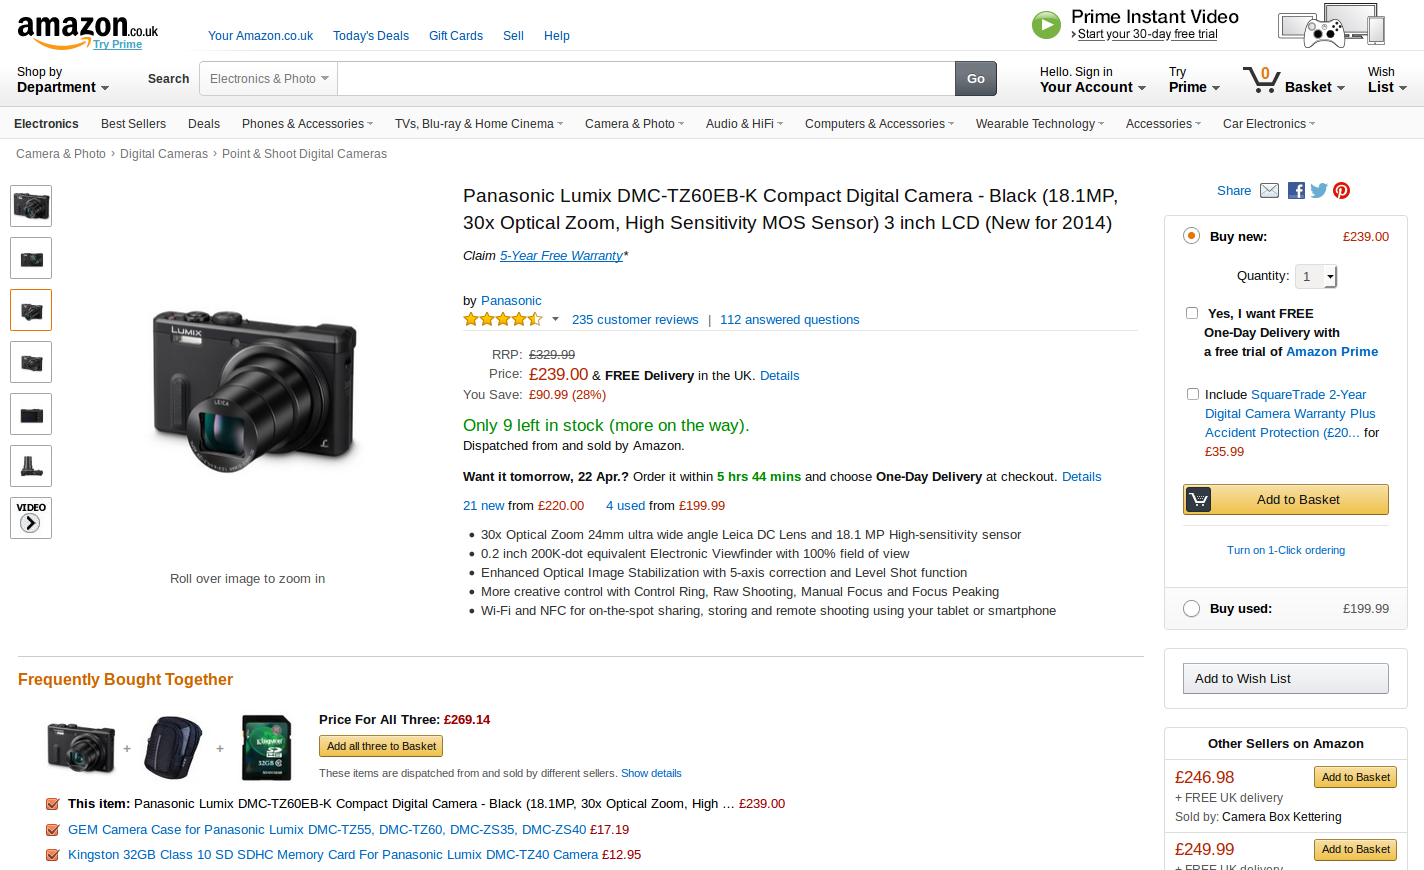 amazon.co.uk
Try Prime
Your Amazon.co.uk Today's Deals Gift Cards Sell Help
Prime Instant Video
Start your 30-day free trial
Shop by
Department
Search Electronics & Photo Go
Hello. Sign in
Your Account
Try
Prime
0
Basket
Wish
List
Electronics Best Sellers Deals Phones & Accessories TVs, Blu-ray & Home Cinema Camera & Photo Audio & HiFi Computers & Accessories Wearable Technology Accessories Car Electronics
Camera & Photo › Digital Cameras › Point & Shoot Digital Cameras
VIDEO
LUMIX
LEICA
Roll over image to zoom in
Panasonic Lumix DMC-TZ60EB-K Compact Digital Camera - Black (18.1MP,
30x Optical Zoom, High Sensitivity MOS Sensor) 3 inch LCD (New for 2014)
Claim 5-Year Free Warranty*
by Panasonic
235 customer reviews | 112 answered questions
RRP: £329.99
Price: £239.00 & FREE Delivery in the UK. Details
You Save: £90.99 (28%)
Only 9 left in stock (more on the way).
Dispatched from and sold by Amazon.
Want it tomorrow, 22 Apr.? Order it within 5 hrs 44 mins and choose One-Day Delivery at checkout. Details
21 new from £220.00 4 used from £199.99
• 30x Optical Zoom 24mm ultra wide angle Leica DC Lens and 18.1 MP High-sensitivity sensor
• 0.2 inch 200K-dot equivalent Electronic Viewfinder with 100% field of view
• Enhanced Optical Image Stabilization with 5-axis correction and Level Shot function
• More creative control with Control Ring, Raw Shooting, Manual Focus and Focus Peaking
• Wi-Fi and NFC for on-the-spot sharing, storing and remote shooting using your tablet or smartphone
Share
Buy new: £239.00
Quantity: 1
Yes, I want FREE
One-Day Delivery with
a free trial of Amazon Prime
Include SquareTrade 2-Year
Digital Camera Warranty Plus
Accident Protection (£20... for
£35.99
Add to Basket
Turn on 1-Click ordering
Buy used: £199.99
Add to Wish List
Other Sellers on Amazon
£246.98 Add to Basket
+ FREE UK delivery
Sold by: Camera Box Kettering
£249.99 Add to Basket
+ FREE UK delivery
Frequently Bought Together
+ +
Kingston
32GB
Price For All Three: £269.14
Add all three to Basket
These items are dispatched from and sold by different sellers. Show details
This item: Panasonic Lumix DMC-TZ60EB-K Compact Digital Camera - Black (18.1MP, 30x Optical Zoom, High … £239.00
GEM Camera Case for Panasonic Lumix DMC-TZ55, DMC-TZ60, DMC-ZS35, DMC-ZS40 £17.19
Kingston 32GB Class 10 SD SDHC Memory Card For Panasonic Lumix DMC-TZ40 Camera £12.95